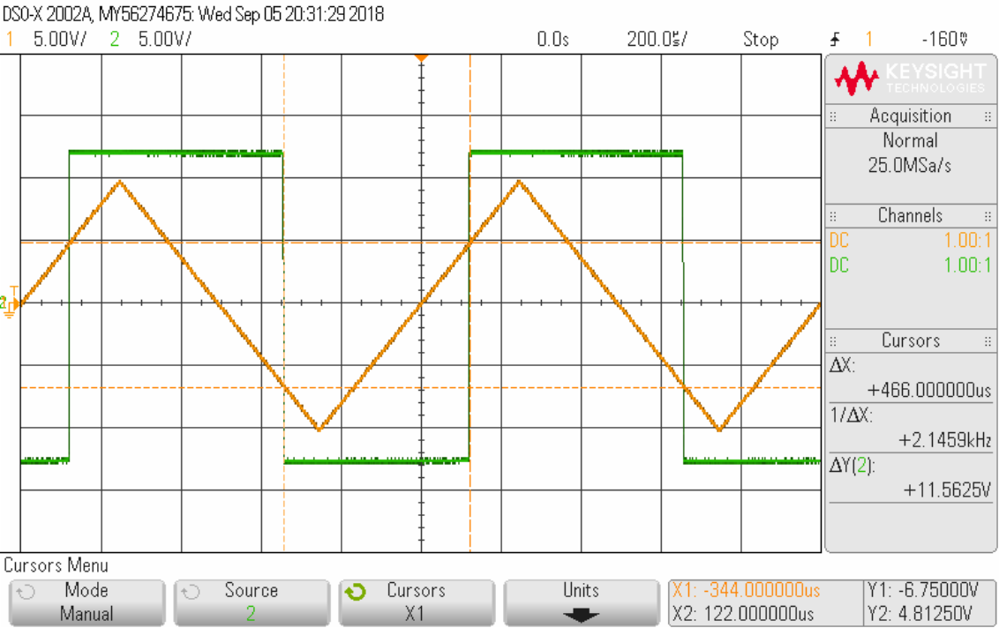 DSO-X 2002A, MY56274675: Wed Sep 05 20:31:29 2018
1 5.00V/ 2 5.00V/ 0.0s 200.0µs/ Stop 1 -160mV
KEYSIGHT
TECHNOLOGIES
Acquisition
Normal
25.0MSa/s
Channels
DC 1.00:1
DC 1.00:1
Cursors
ΔX:
+466.000000us
1/ΔX:
+2.1459kHz
ΔY(2):
+11.5625V
T
2
Cursors Menu
Mode
Manual
Source
2
Cursors
X1
Units
X1: -344.000000us
X2: 122.000000us
Y1: -6.75000V
Y2: 4.81250V